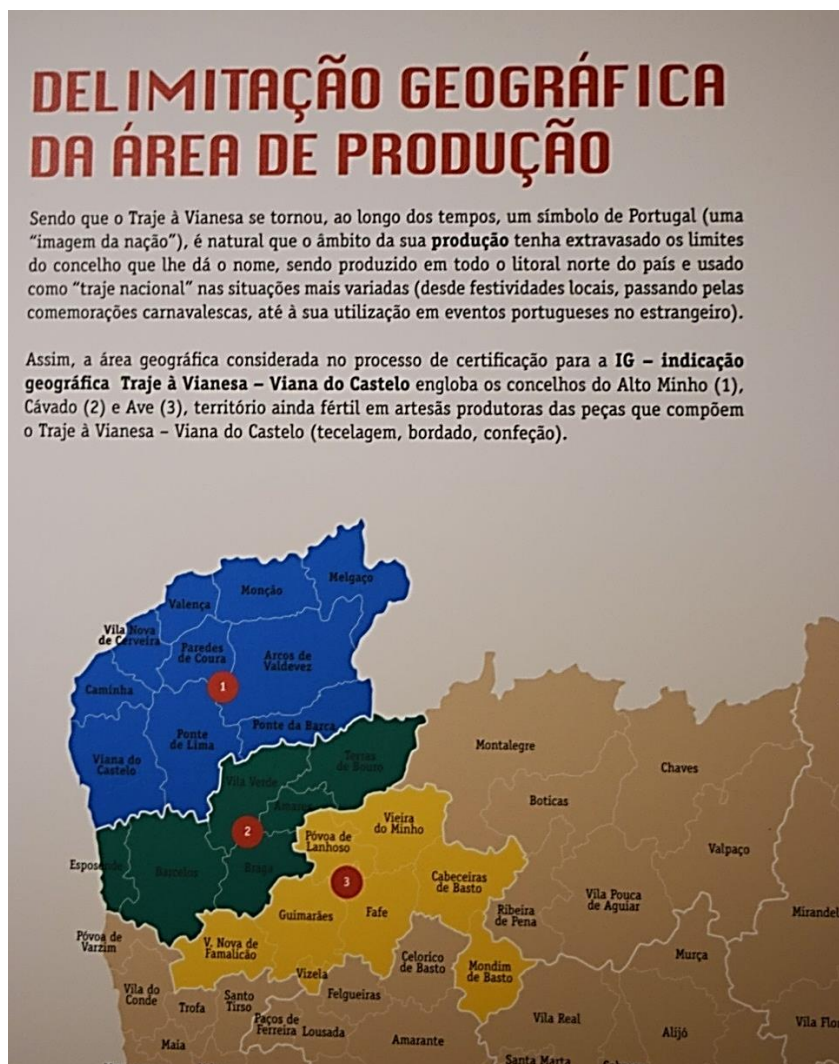 DELIMITAÇÃO GEOGRÁFICA
DA ÁREA DE PRODUÇÃO
Sendo que o Traje à Vianesa se tornou, ao longo dos tempos, um símbolo de Portugal (uma
“imagem da nação”), é natural que o âmbito da sua produção tenha extravasado os limites
do concelho que lhe dá o nome, sendo produzido em todo o litoral norte do país e usado
como “traje nacional” nas situações mais variadas (desde festividades locais, passando pelas
comemorações carnavalescas, até à sua utilização em eventos portugueses no estrangeiro).
Assim, a área geográfica considerada no processo de certificação para a IG – indicação
geográfica Traje à Vianesa – Viana do Castelo engloba os concelhos do Alto Minho (1),
Cávado (2) e Ave (3), território ainda fértil em artesãs produtoras das peças que compõem
o Traje à Vianesa – Viana do Castelo (tecelagem, bordado, confeção).
Melgaço
Monção
Valença
Vila Nova
de Cerveira
Paredes
de Coura
Arcos de
Valdevez
1
Caminha
Ponte
de Lima
Ponte da Barca
Viana do
Castelo
Terras
de Bouro
Vila Verde
Amares
2
Esposende
Barcelos
Braga
Montalegre
Chaves
Boticas
Vieira
do Minho
Póvoa de
Lanhoso
Valpaço
3
Cabeceiras
de Basto
Vila Pouca
de Aguiar
Ribeira
de Pena
Mirandel
Guimarães
Fafe
Póvoa de
Varzim
V. Nova de
Famalicão
Celorico
de Basto
Mondim
de Basto
Murça
Vizela
Vila do
Conde
Trofa
Santo
Tirso
Felgueiras
Paços de
Ferreira
Lousada
Maia
Amarante
Vila Real
Alijó
Vila Flo
Santa Marta